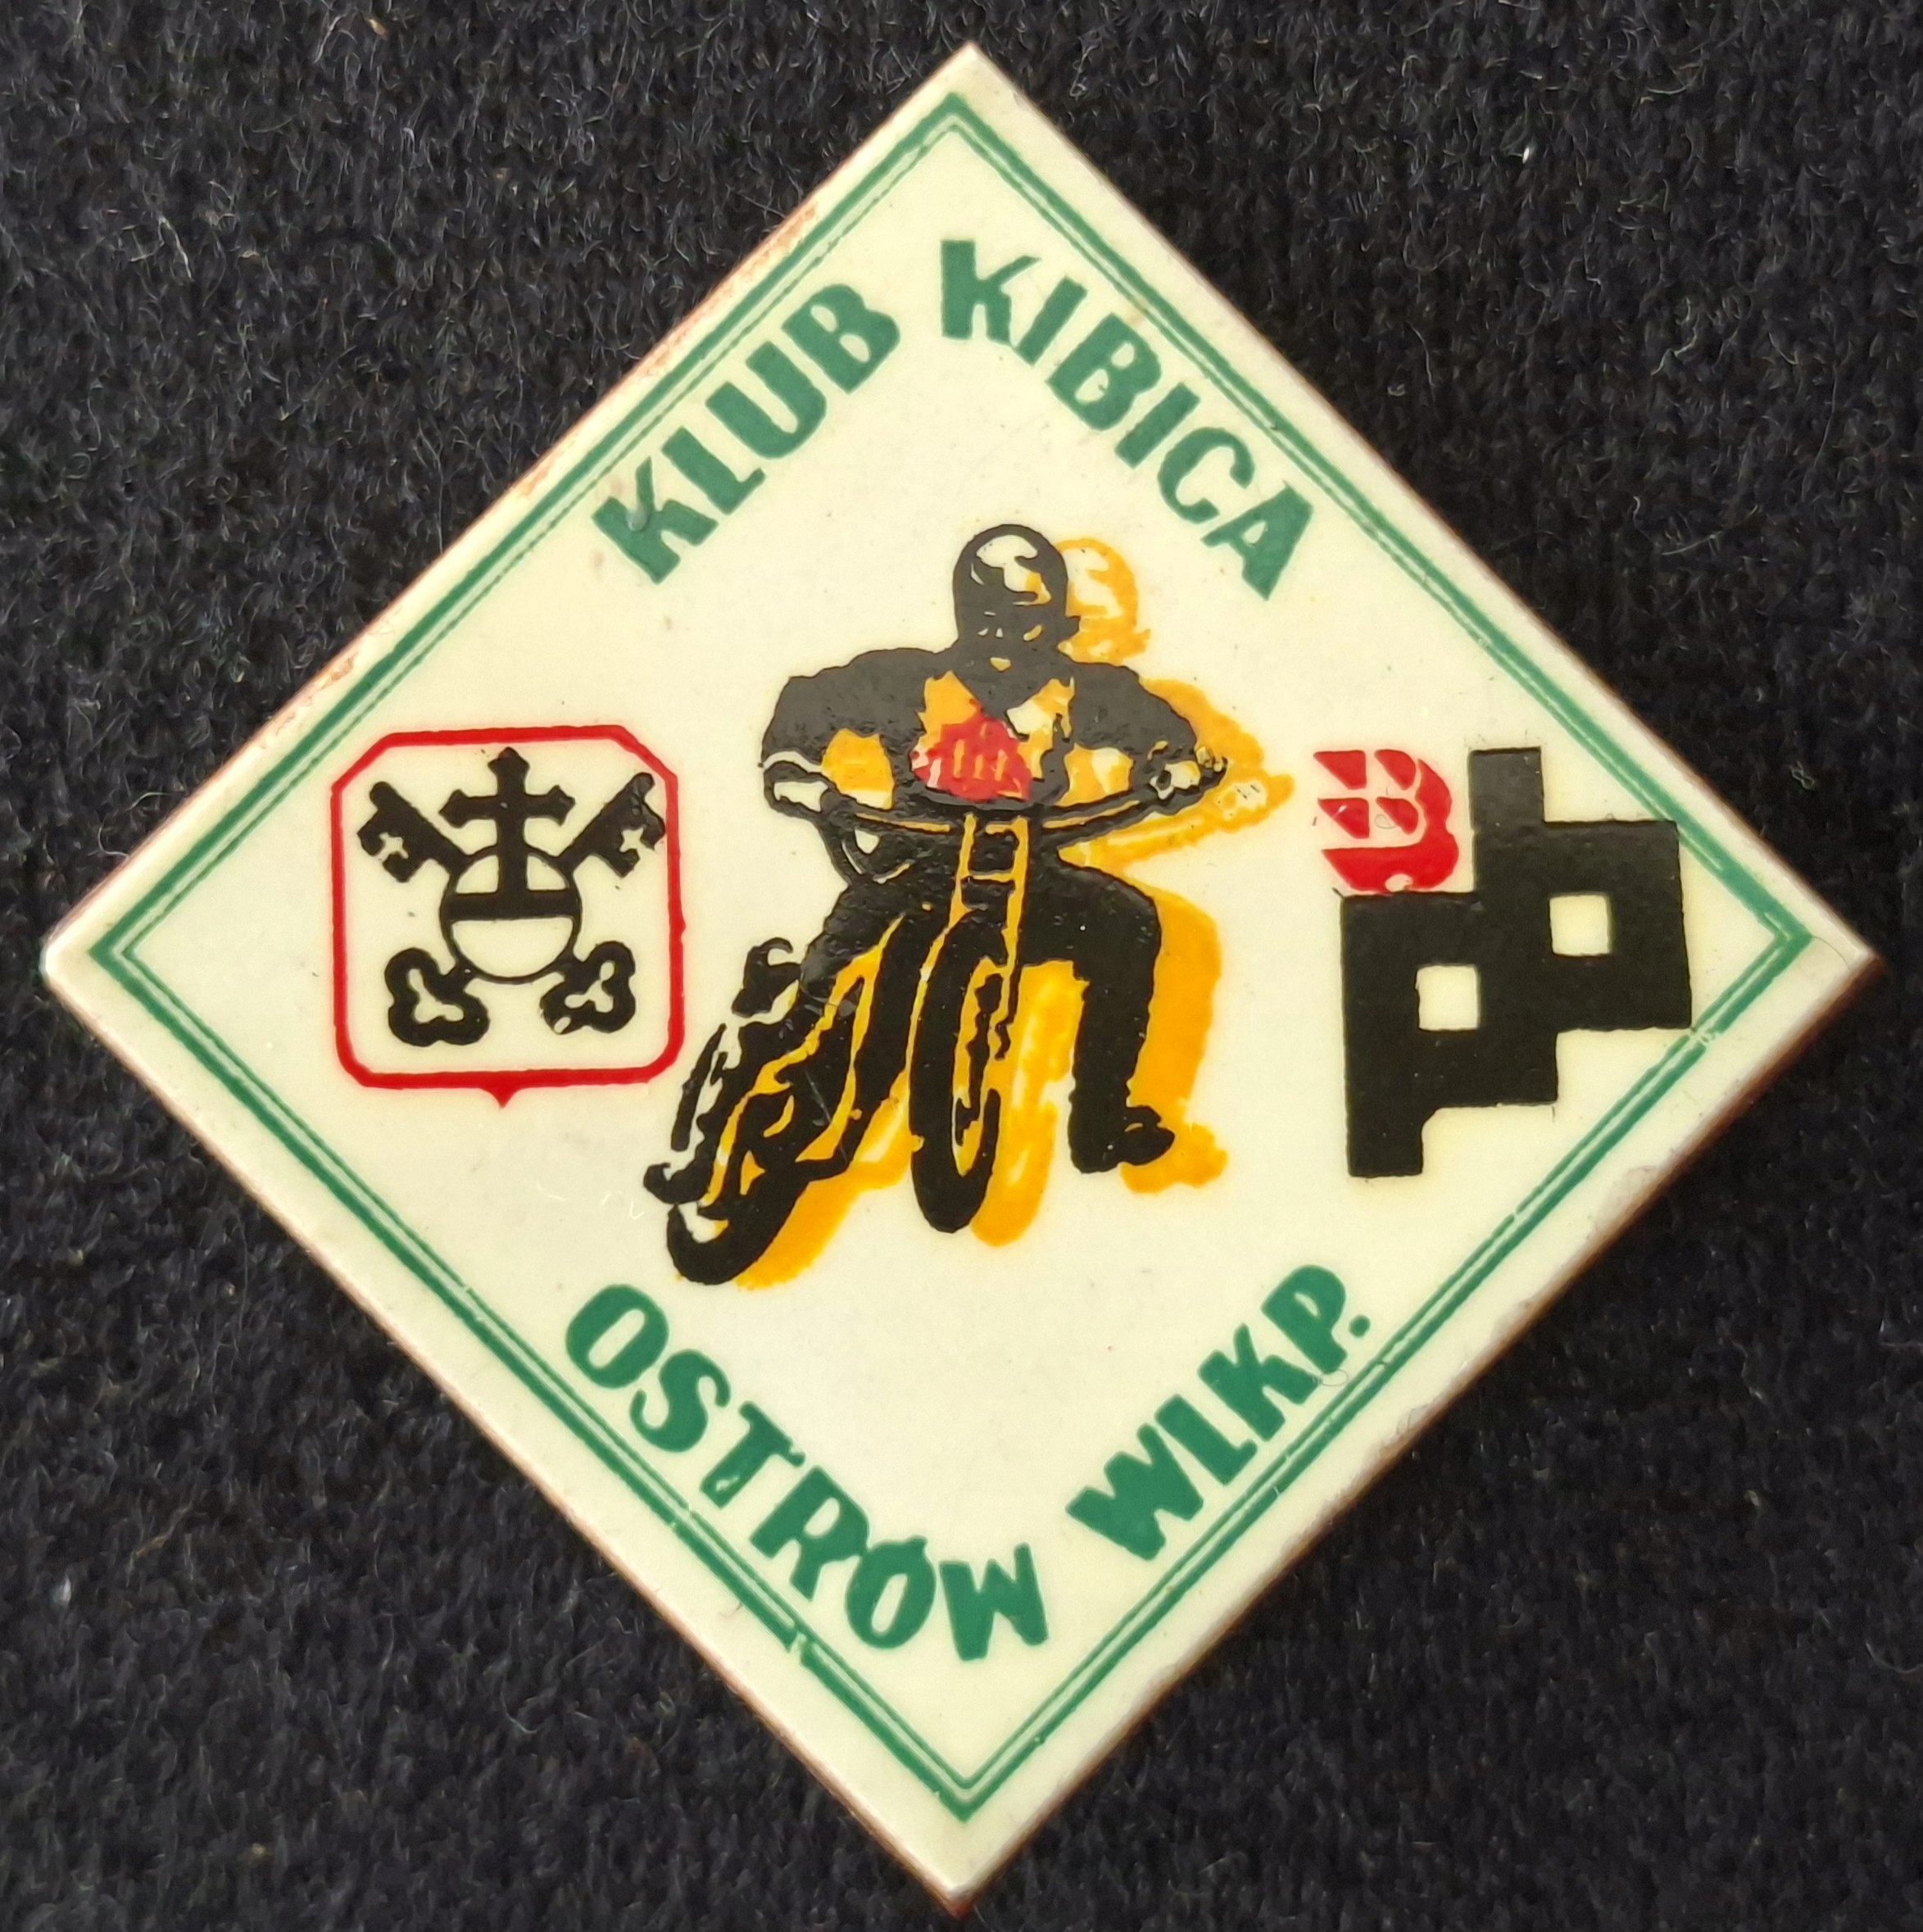 KLUB KIBICA
OSTRÓW WLKP.